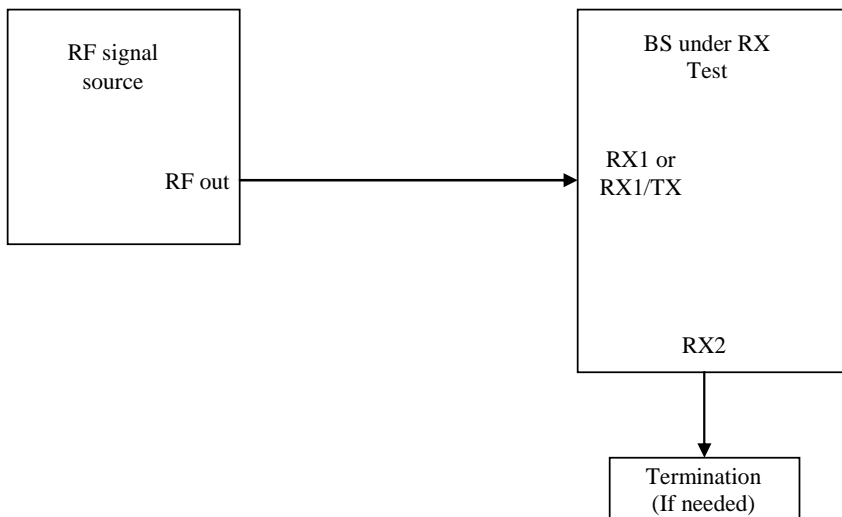 RF signal
source
RF out
BS under RX
Test
RX1 or
RX1/TX
RX2
Termination
(If needed)